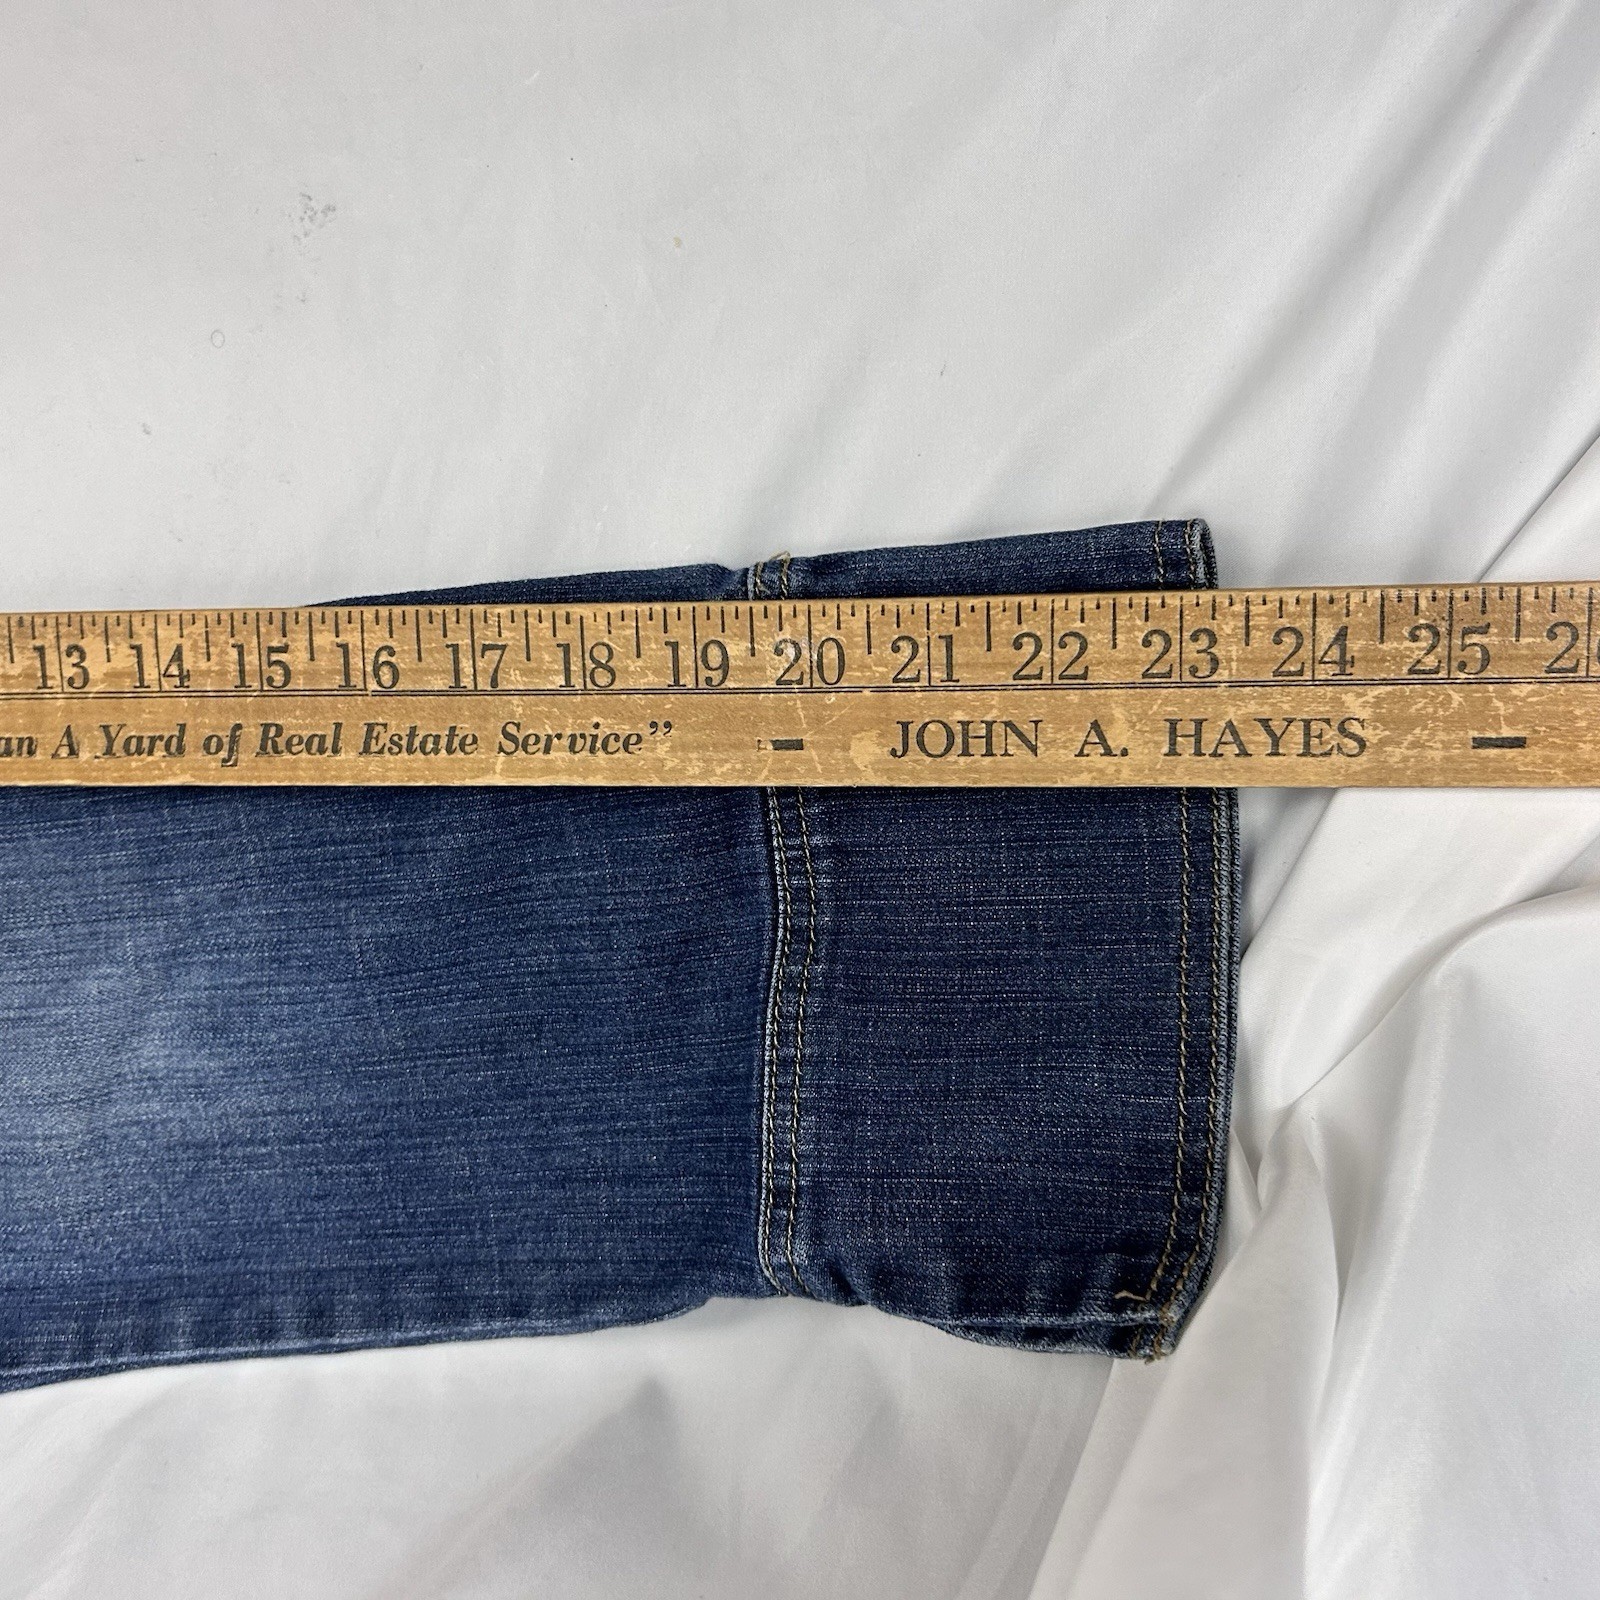 13 14 15 16 17 18 19 20 21 22 23 24 25
an A Yard of Real Estate Service” - JOHN A. HAYES -